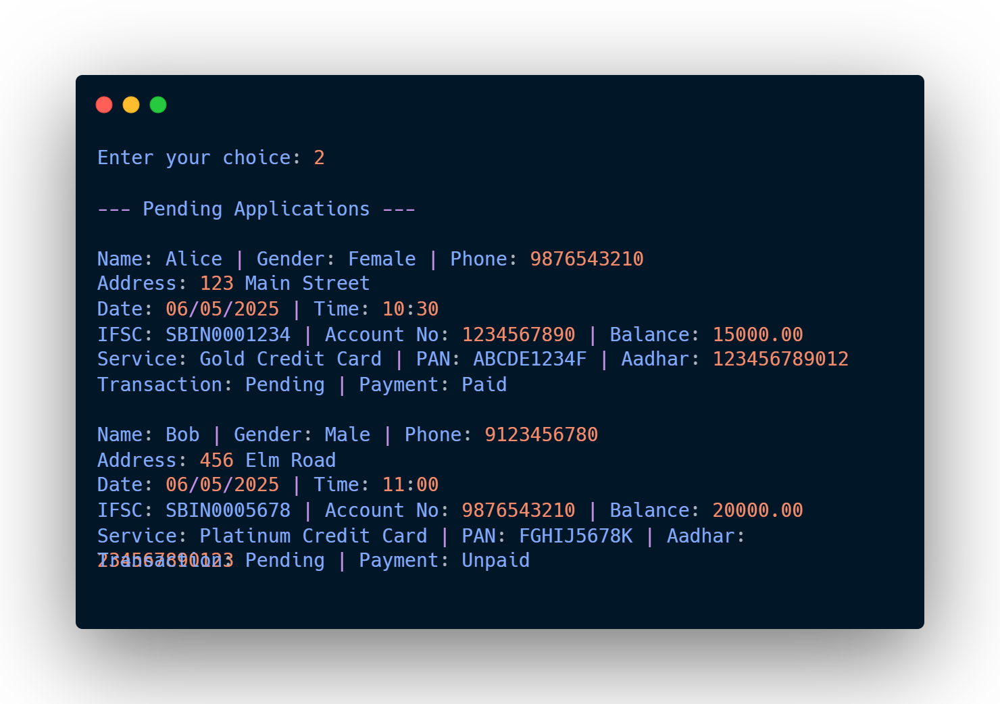 Enter your choice: 2
--- Pending Applications ---
Name: Alice | Gender: Female | Phone: 9876543210
Address: 123 Main Street
Date: 06/05/2025 | Time: 10:30
IFSC: SBIN0001234 | Account No: 1234567890 | Balance: 15000.00
Service: Gold Credit Card | PAN: ABCDE1234F | Aadhar: 123456789012
Transaction: Pending | Payment: Paid
Name: Bob | Gender: Male | Phone: 9123456780
Address: 456 Elm Road
Date: 06/05/2025 | Time: 11:00
IFSC: SBIN0005678 | Account No: 9876543210 | Balance: 20000.00
Service: Platinum Credit Card | PAN: FGHIJ5678K | Aadhar:
234567890123
Transaction: Pending | Payment: Unpaid